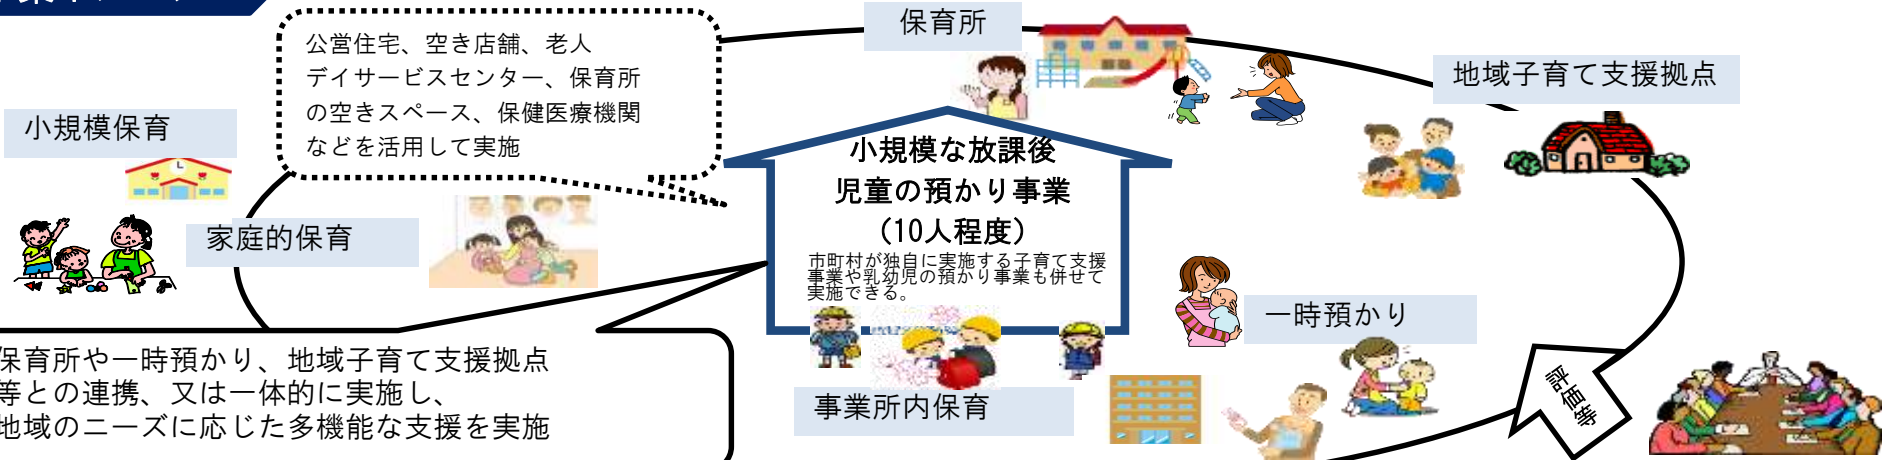 公営住宅、空き店舗、老人
デイサービスセンター、保育所
の空きスペース、保健医療機関
などを活用して実施
保育所
地域子育て支援拠点
小規模保育
家庭的保育
小規模な放課後
児童の預かり事業
(10人程度)
市町村が独自に実施する子育て支援
事業や乳幼児の預かり事業も併せて
実施できる。
一時預かり
保育所や一時預かり、地域子育て支援拠点
等との連携、又は一体的に実施し、
地域のニーズに応じた多機能な支援を実施
事業所内保育
評価等